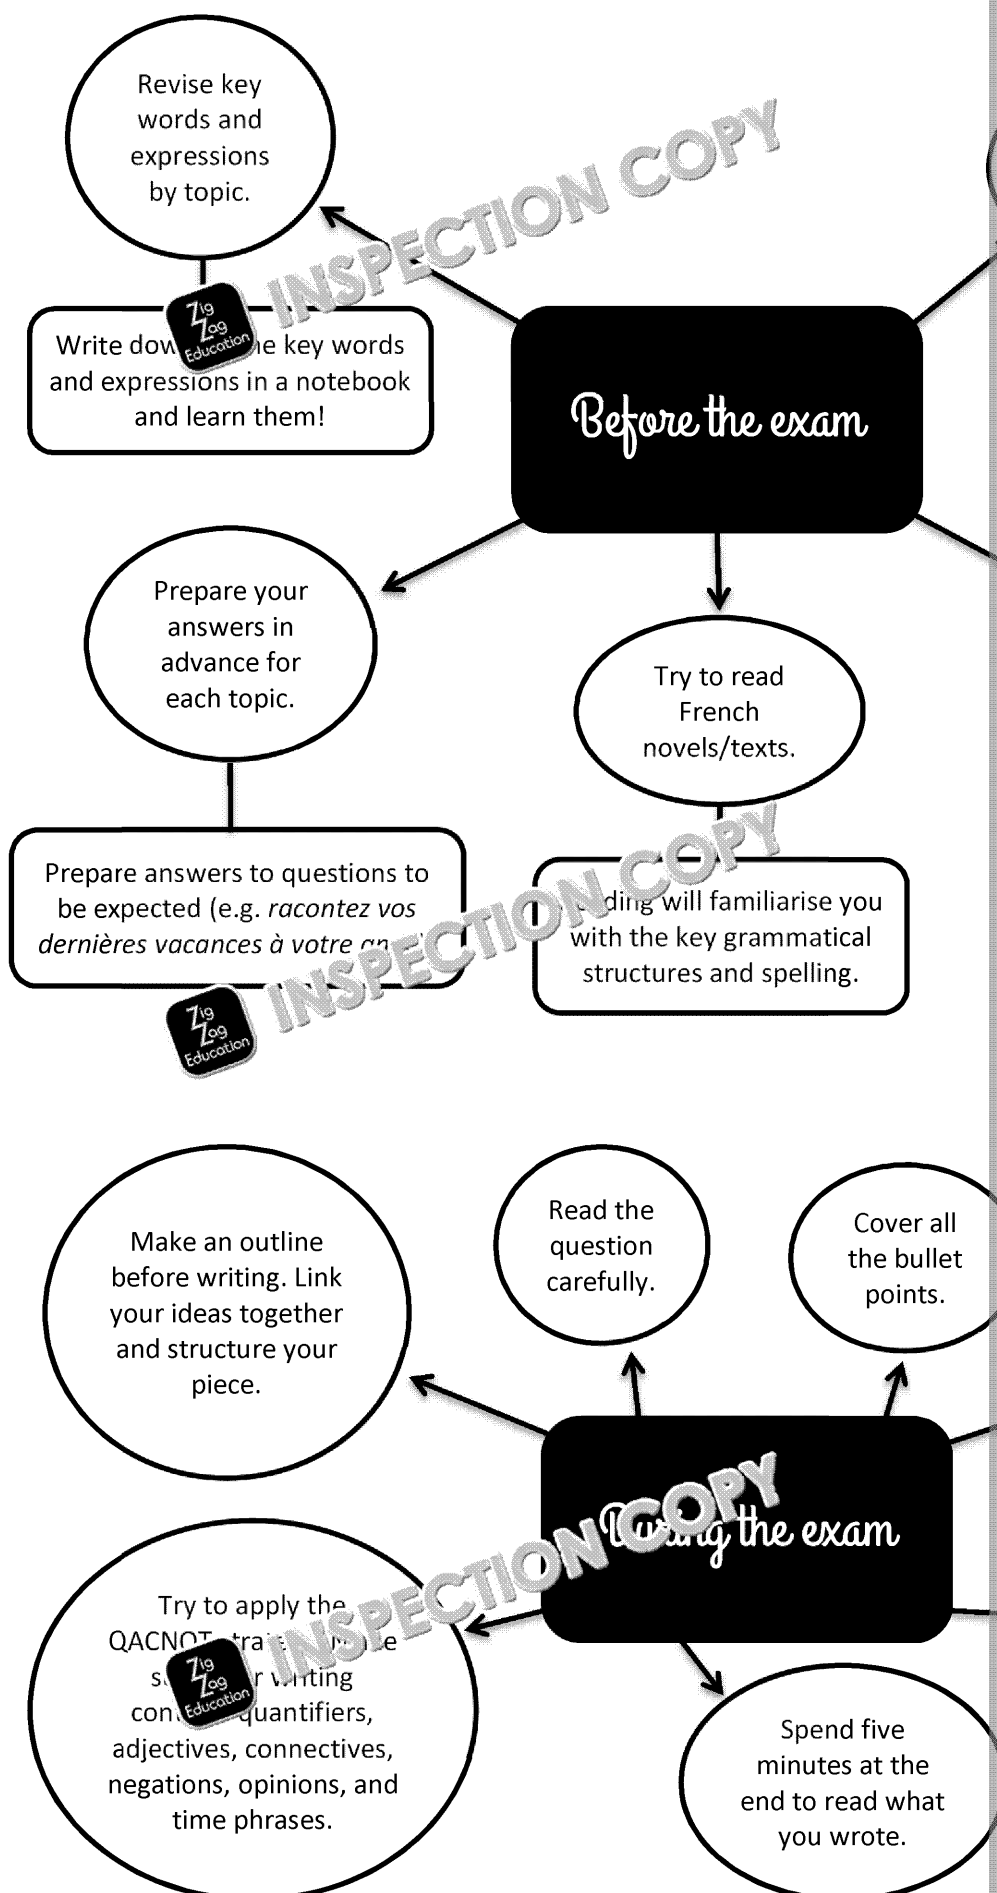 Revise key
words and
expressions
by topic.
INSPECTION COPY
Zig
Zag
Education
Write key words
and expressions in a notebook
and learn them!
Before the exam
Prepare your
answers in
advance for
each topic.
Try to read
French
novels/texts.
Prepare answers to questions to
be expected (e.g. racontez vos
dernières vacances à votre
will familiarise you
with the key grammatical
structures and spelling.
INSPECTION COPY
Zig
Zag
Education
Make an outline
before writing. Link
your ideas together
and structure your
piece.
Read the
question
carefully.
Cover all
the bullet
points.
During the exam
INSPECTION COPY
Try to apply the
QACNOT
writing
quantifiers,
adjectives, connectives,
negations, opinions, and
time phrases.
Zig
Zag
Education
Spend five
minutes at the
end to read what
you wrote.